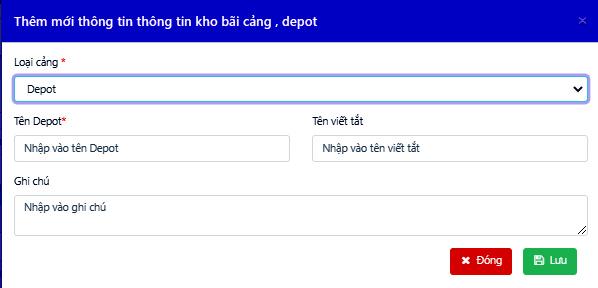 Thêm mới thông tin thông tin kho bãi cảng , depot
×
Loại cảng *
Depot
Tên Depot*
Tên viết tắt
Nhập vào tên Depot
Nhập vào tên viết tắt
Ghi chú
Nhập vào ghi chú
✖ Đóng
Lưu